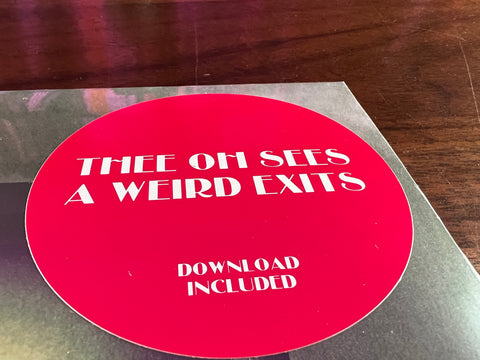 THEE OH SEES
A WEIRD EXITS
DOWNLOAD
INCLUDED